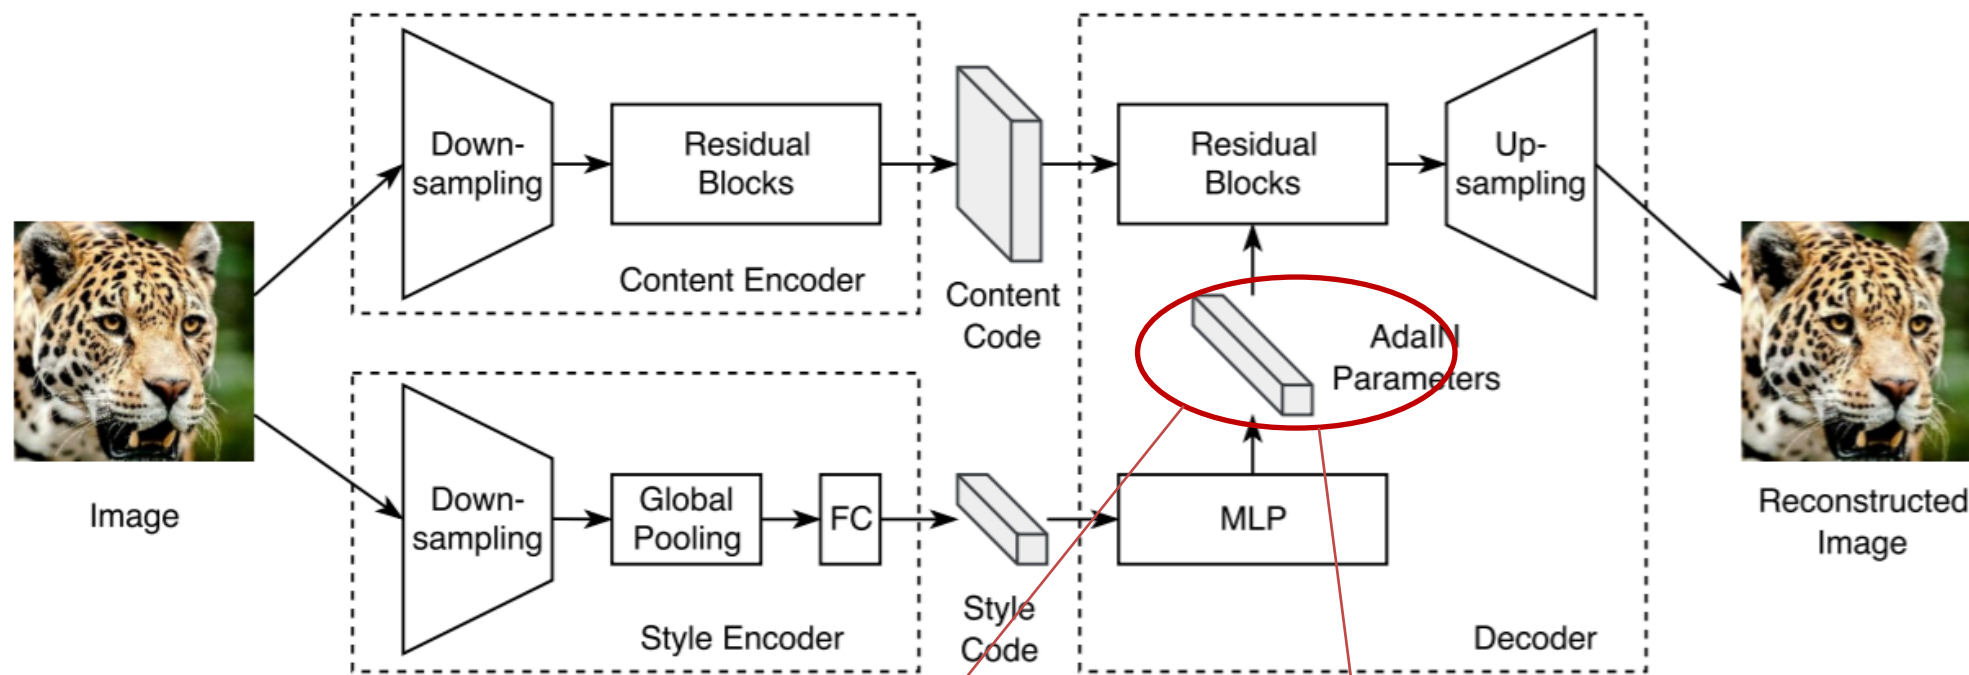 Down-
sampling
Residual
Blocks
Content Encoder
Content
Code
Residual
Blocks
Up-
sampling
AdaIN
Parameters
Image
Down-
sampling
Global
Pooling
FC
Style Encoder
Style
Code
MLP
Decoder
Reconstructed
Image